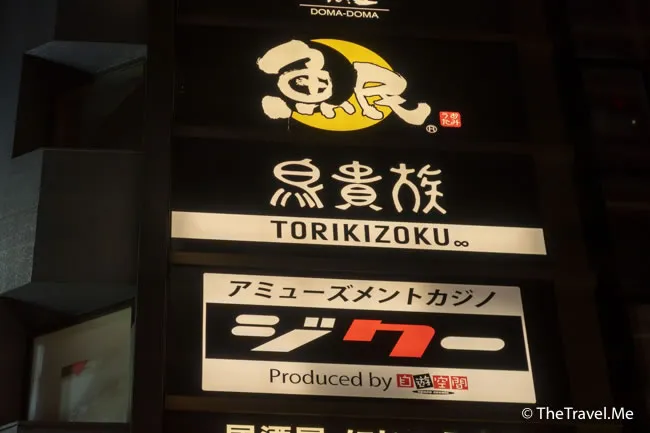 DOMA-DOMA
魚民
®
鳥貴族
TORIKIZOKU∞
アミューズメントカジノ
ジクー
Produced by 自遊空間
© TheTravel.Me